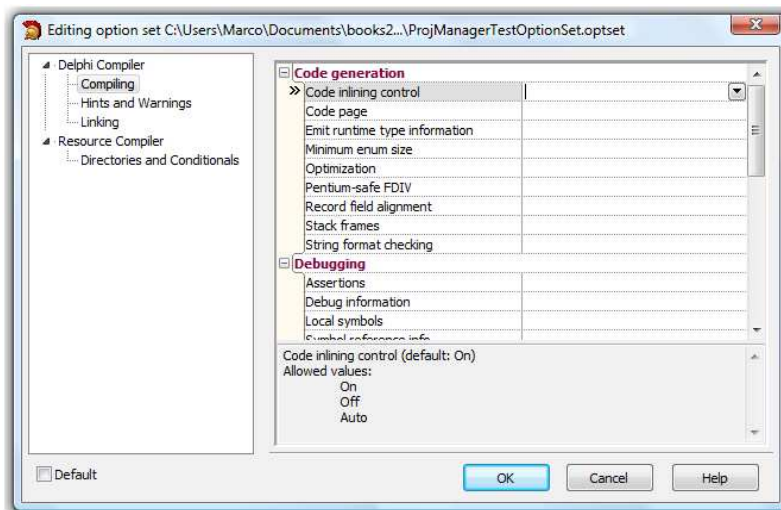 Editing option set C:\Users\Marco\Documents\books2...\ProjManagerTestOptionSet.optset
Delphi Compiler
Compiling
Hints and Warnings
Linking
Resource Compiler
Directories and Conditionals
Code generation
Code inlining control
Code page
Emit runtime type information
Minimum enum size
Optimization
Pentium-safe FDIV
Record field alignment
Stack frames
String format checking
Debugging
Assertions
Debug information
Local symbols
Symbol reference info
Code inlining control (default: On)
Allowed values:
On
Off
Auto
Default
OK
Cancel
Help